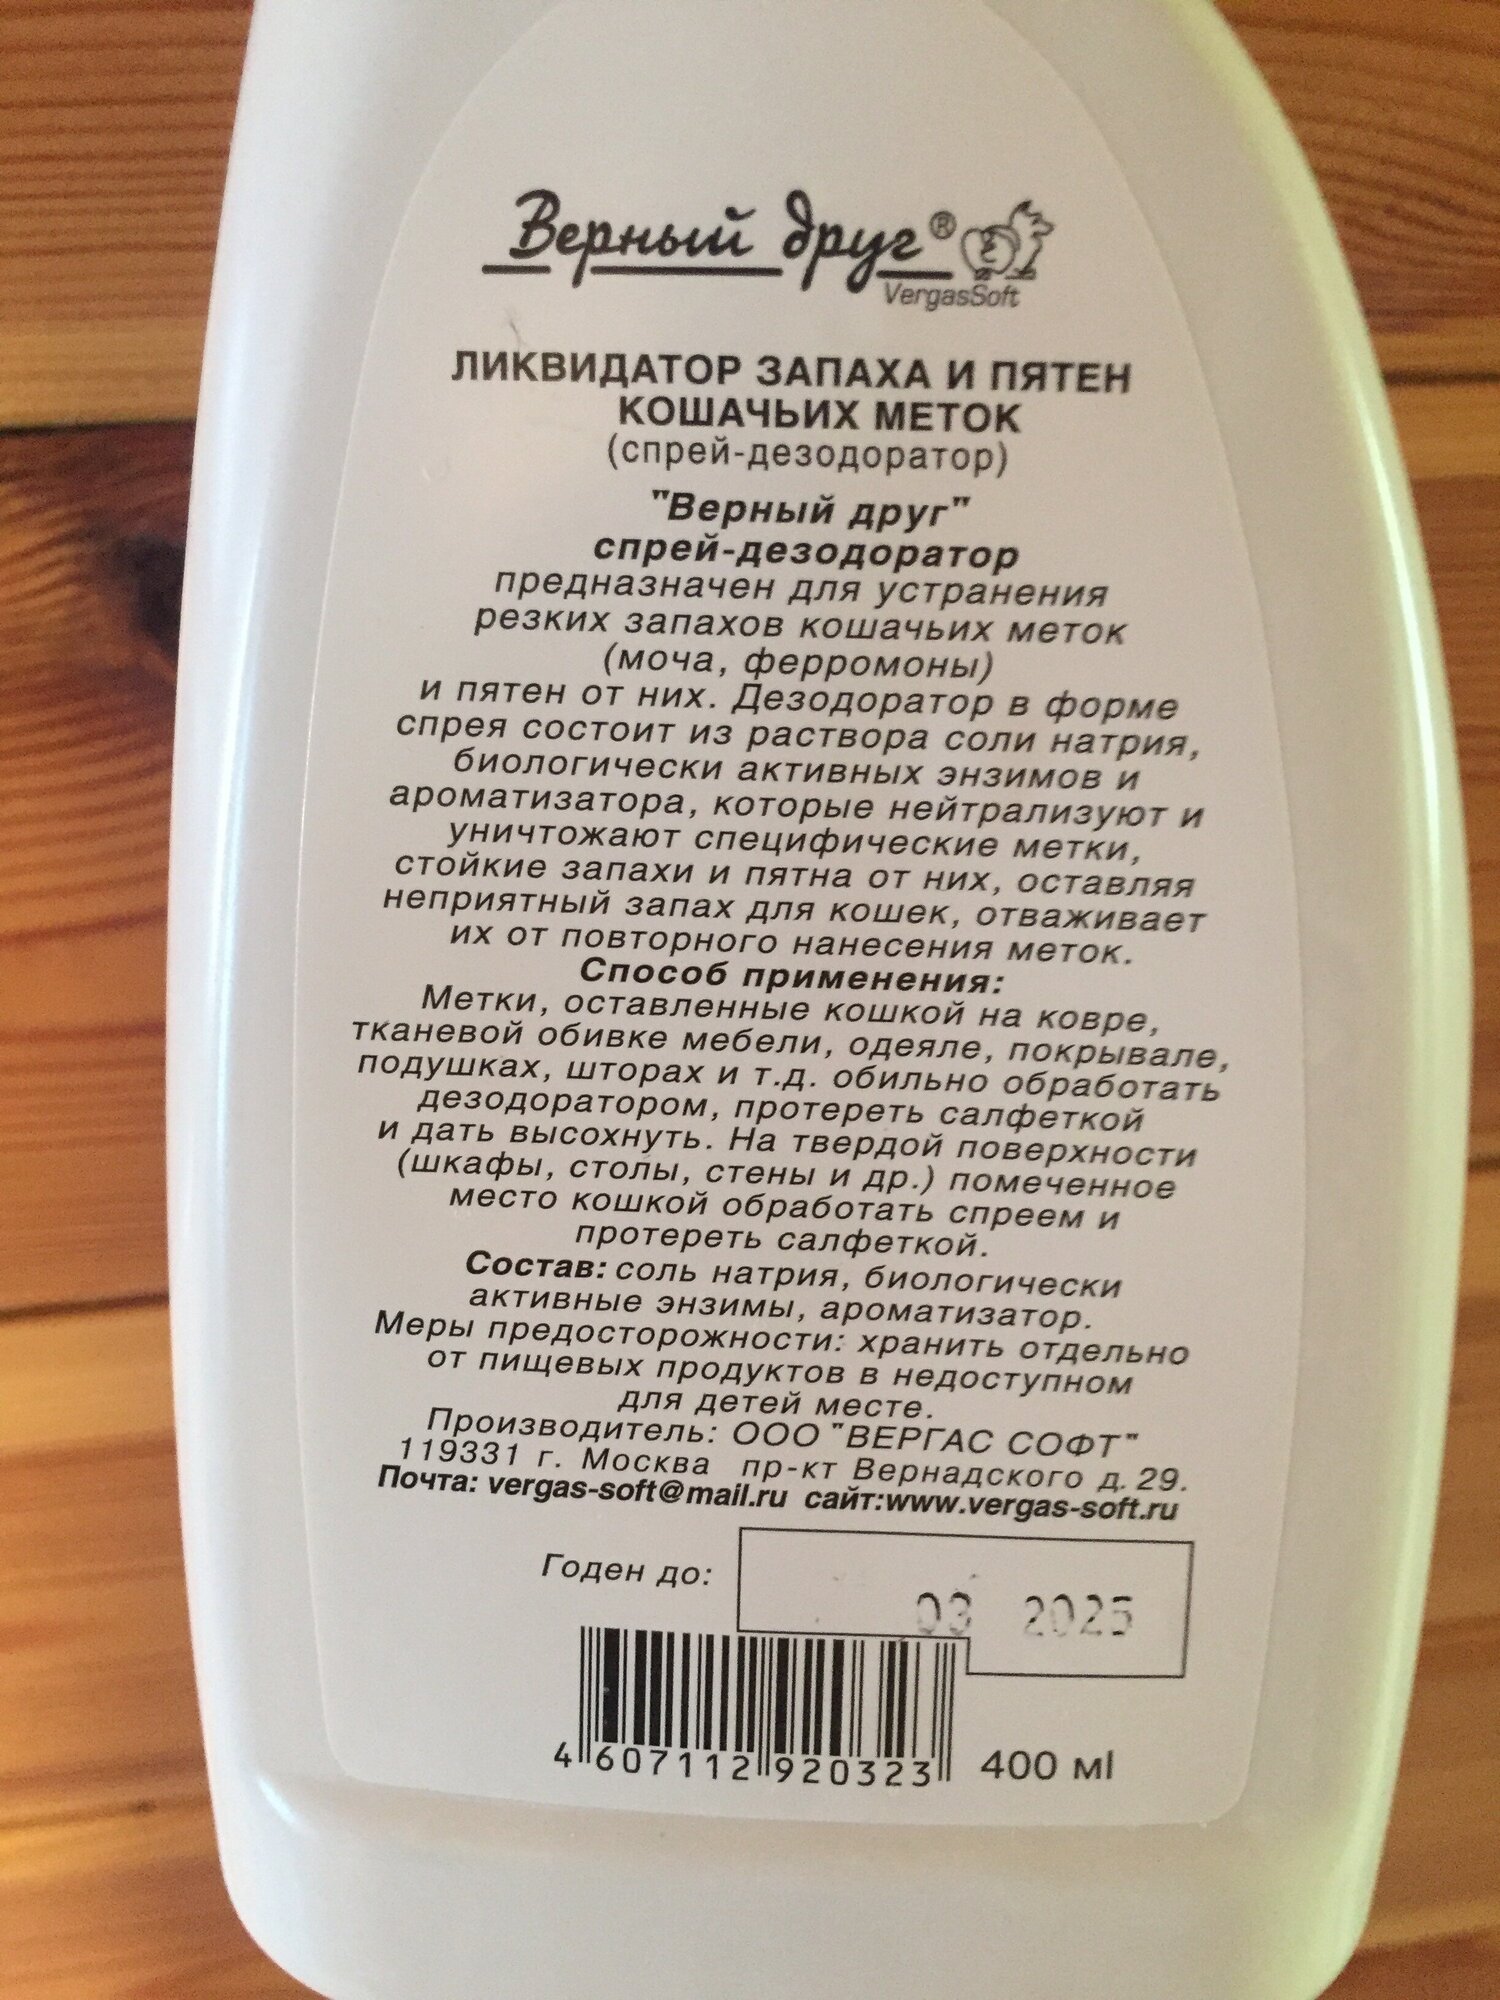 Верный друг®
VergasSoft
ЛИКВИДАТОР ЗАПАХА И ПЯТЕН
КОШАЧЬИХ МЕТОК
(спрей-дезодоратор)
"Верный друг"
спрей-дезодоратор
предназначен для устранения
резких запахов кошачьих меток
(моча, ферромоны)
и пятен от них. Дезодоратор в форме
спрея состоит из раствора соли натрия,
биологически активных энзимов и
ароматизатора, которые нейтрализуют и
уничтожают специфические метки,
стойкие запахи и пятна от них, оставляя
неприятный запах для кошек, отваживает
их от повторного нанесения меток.
Способ применения:
Метки, оставленные кошкой на ковре,
тканевой обивке мебели, одеяле, покрывале,
подушках, шторах и т.д. обильно обработать
дезодоратором, протереть салфеткой
и дать высохнуть. На твердой поверхности
(шкафы, столы, стены и др.) помеченное
место кошкой обработать спреем и
протереть салфеткой.
Состав: соль натрия, биологически
активные энзимы, ароматизатор.
Меры предосторожности: хранить отдельно
от пищевых продуктов в недоступном
для детей месте.
Производитель: ООО "ВЕРГАС СОФТ"
119331 г. Москва пр-кт Вернадского д. 29.
Почта: vergas-soft@mail.ru сайт:www.vergas-soft.ru
Годен до:
03 2025
4 607112 920323
400 ml